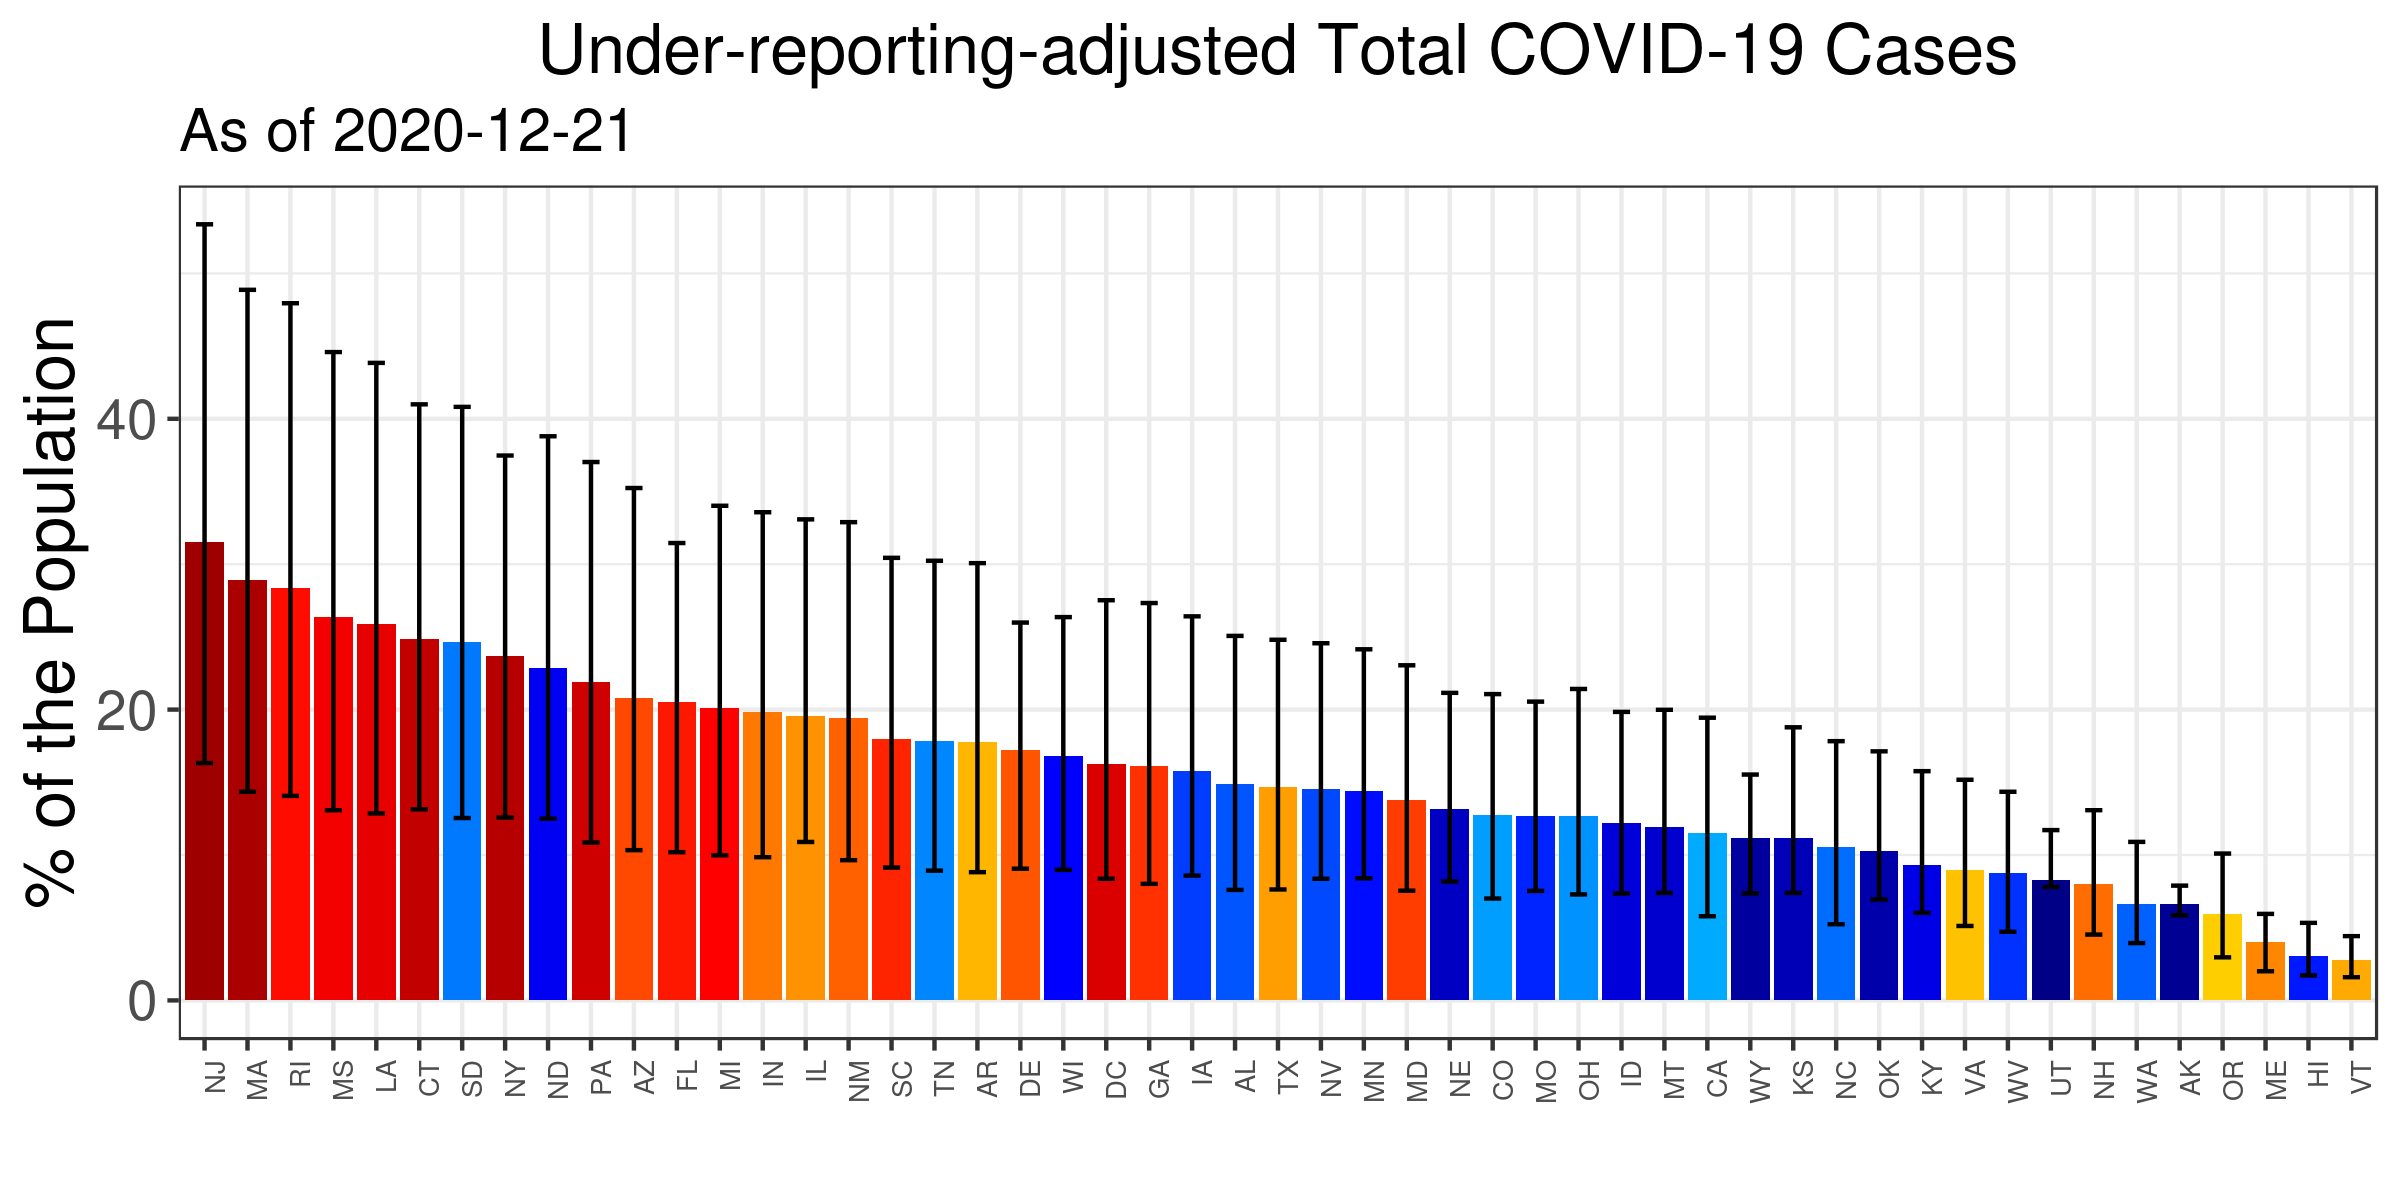 Under-reporting-adjusted Total COVID-19 Cases
As of 2020-12-21
% of the Population
40
20
0
NJ MA RI MS LA CT SD NY ND PA AZ FL MI IN IL NM SC TN AR DE WI DC GA IA AL TX NV MN MD NE CO MO OH ID MT CA WY KS NC OK KY VA WV UT NH WA AK OR ME HI VT